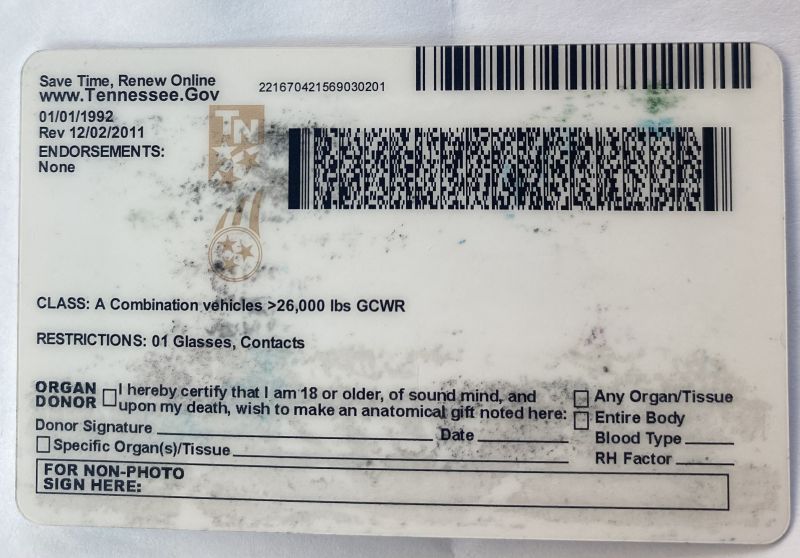 Save Time, Renew Online
www.Tennessee.Gov
221670421569030201
01/01/1992
Rev 12/02/2011
ENDORSEMENTS:
None
TN
CLASS: A Combination vehicles >26,000 lbs GCWR
RESTRICTIONS: 01 Glasses, Contacts
ORGAN DONOR
I hereby certify that I am 18 or older, of sound mind, and
upon my death, wish to make an anatomical gift noted here:
Any Organ/Tissue
Entire Body
Donor Signature
Date
Blood Type
Specific Organ(s)/Tissue
RH Factor
FOR NON-PHOTO
SIGN HERE: